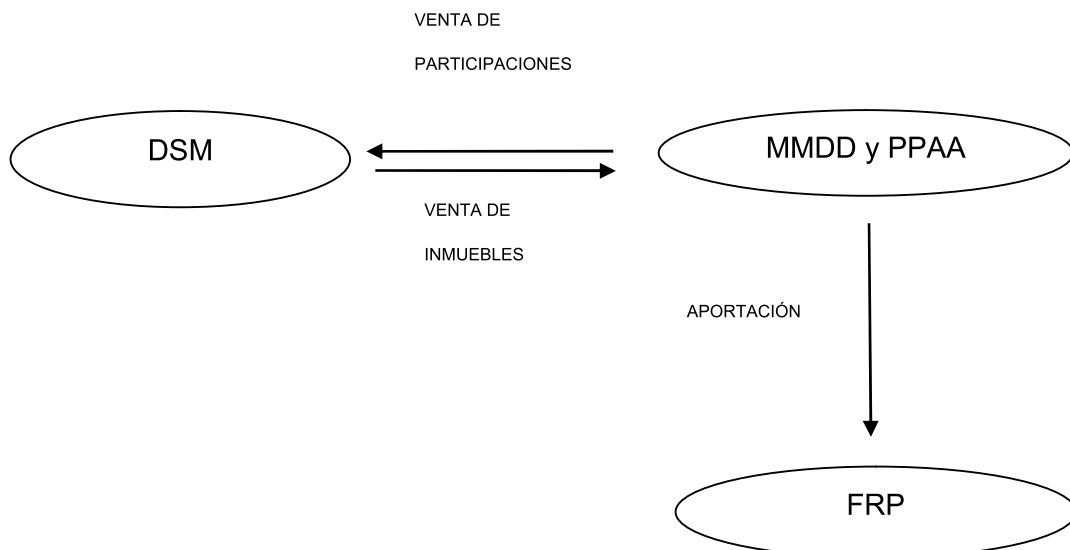 VENTA DE
PARTICIPACIONES
DSM
MMDD y PPAA
VENTA DE
INMUEBLES
APORTACIÓN
FRP